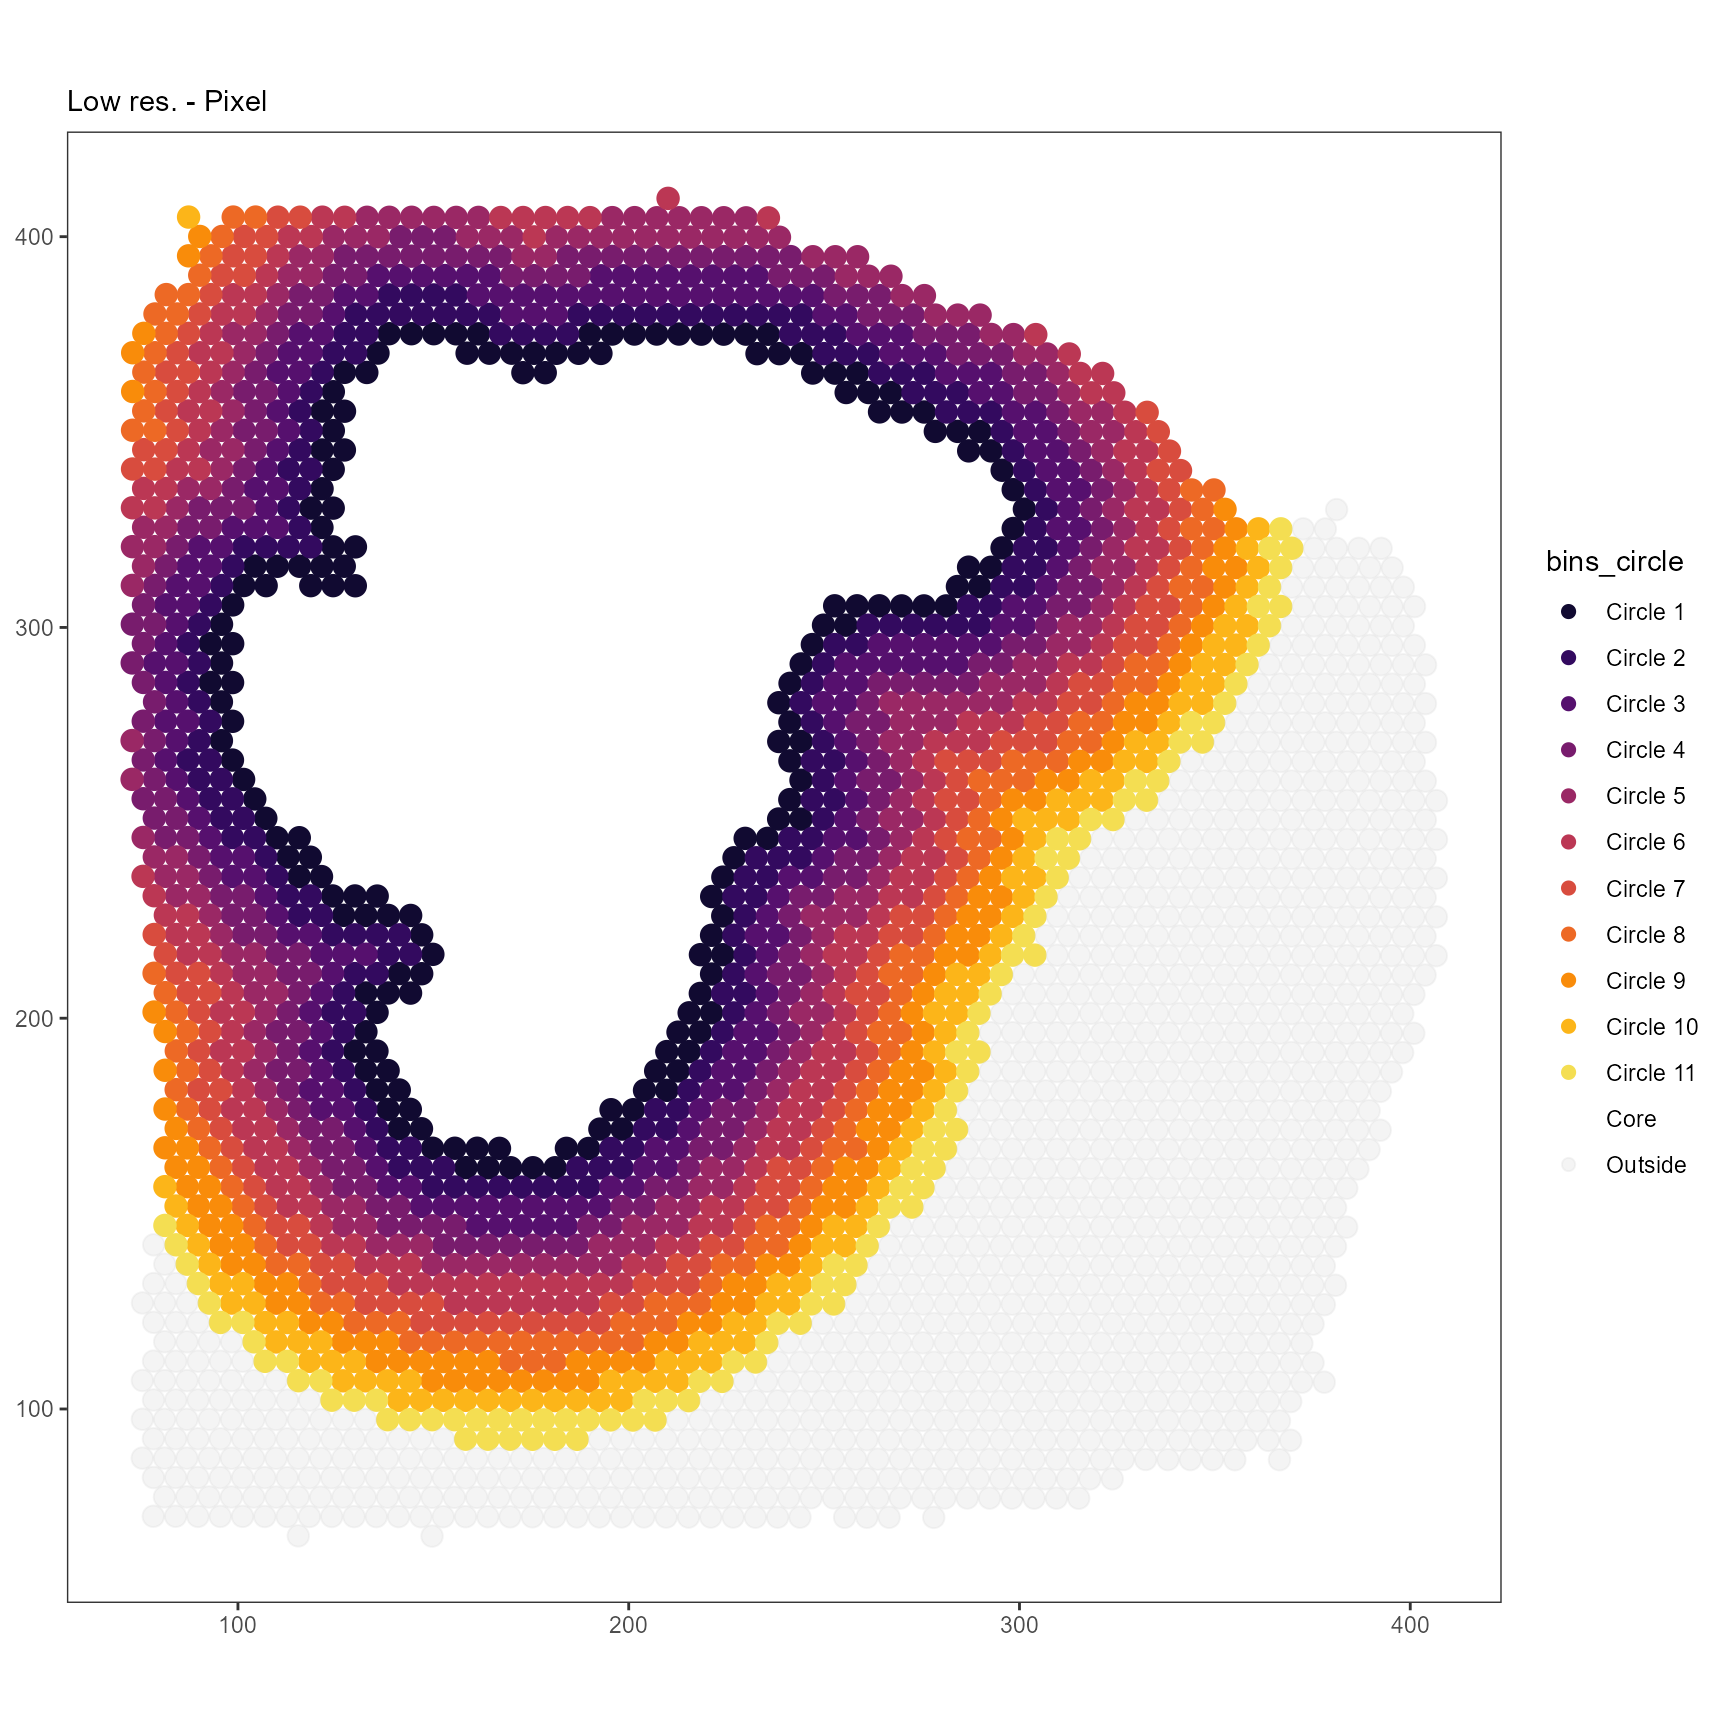 Low res. - Pixel
400
300
200
100
100
200
300
400
bins_circle
Circle 1
Circle 2
Circle 3
Circle 4
Circle 5
Circle 6
Circle 7
Circle 8
Circle 9
Circle 10
Circle 11
Core
Outside